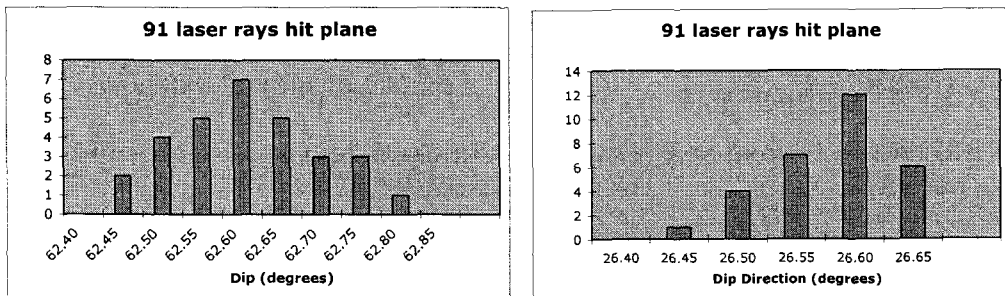 91 laser rays hit plane
8
7
6
5
4
3
2
1
0
62.40 62.45 62.50 62.55 62.60 62.65 62.70 62.75 62.80 62.85
Dip (degrees)
91 laser rays hit plane
14
12
10
8
6
4
2
0
26.40 26.45 26.50 26.55 26.60 26.65
Dip Direction (degrees)